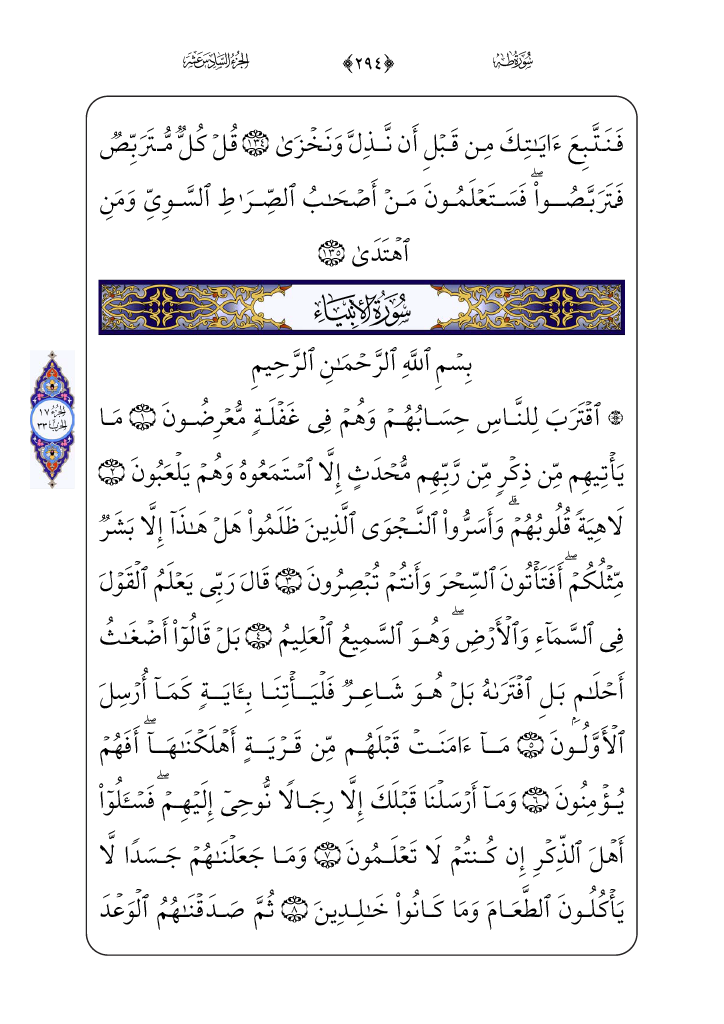 سُورَةُ طه ﴿٢٩٤﴾ الجُزْءُ السَّادِسَ عَشَرَ
فَنَتَّبِعَ ءَايَٰتِكَ مِن قَبْلِ أَن نَّذِلَّ وَنَخْزَىٰ ۝١٣٤ قُلْ كُلٌّ مُّتَرَبِّصٌ
فَتَرَبَّصُوا۟ۖ فَسَتَعْلَمُونَ مَنْ أَصْحَٰبُ ٱلصِّرَٰطِ ٱلسَّوِىِّ وَمَنِ
ٱهْتَدَىٰ ۝١٣٥
سُورَةُ الأَنْبِيَاءِ
بِسْمِ ٱللَّهِ ٱلرَّحْمَٰنِ ٱلرَّحِيمِ
۞ ٱقْتَرَبَ لِلنَّاسِ حِسَابُهُمْ وَهُمْ فِى غَفْلَةٍ مُّعْرِضُونَ ۝١ مَا
يَأْتِيهِم مِّن ذِكْرٍ مِّن رَّبِّهِم مُّحْدَثٍ إِلَّا ٱسْتَمَعُوهُ وَهُمْ يَلْعَبُونَ ۝٢
لَاهِيَةً قُلُوبُهُمْۗ وَأَسَرُّوا۟ ٱلنَّجْوَى ٱلَّذِينَ ظَلَمُوا۟ هَلْ هَٰذَآ إِلَّا بَشَرٌ
مِّثْلُكُمْۖ أَفَتَأْتُونَ ٱلسِّحْرَ وَأَنتُمْ تُبْصِرُونَ ۝٣ قَالَ رَبِّى يَعْلَمُ ٱلْقَوْلَ
فِى ٱلسَّمَآءِ وَٱلْأَرْضِۖ وَهُوَ ٱلسَّمِيعُ ٱلْعَلِيمُ ۝٤ بَلْ قَالُوٓا۟ أَضْغَٰثُ
أَحْلَٰمٍۭ بَلِ ٱفْتَرَىٰهُ بَلْ هُوَ شَاعِرٌ فَلْيَأْتِنَا بِـَٔايَةٍ كَمَآ أُرْسِلَ
ٱلْأَوَّلُونَ ۝٥ مَآ ءَامَنَتْ قَبْلَهُم مِّن قَرْيَةٍ أَهْلَكْنَٰهَآۖ أَفَهُمْ
يُؤْمِنُونَ ۝٦ وَمَآ أَرْسَلْنَا قَبْلَكَ إِلَّا رِجَالًا نُّوحِىٓ إِلَيْهِمْۖ فَسْـَٔلُوٓا۟
أَهْلَ ٱلذِّكْرِ إِن كُنتُمْ لَا تَعْلَمُونَ ۝٧ وَمَا جَعَلْنَٰهُمْ جَسَدًا لَّا
يَأْكُلُونَ ٱلطَّعَامَ وَمَا كَانُوا۟ خَٰلِدِينَ ۝٨ ثُمَّ صَدَقْنَٰهُمُ ٱلْوَعْدَ
الجزء ١٧
الحزب ٣٣